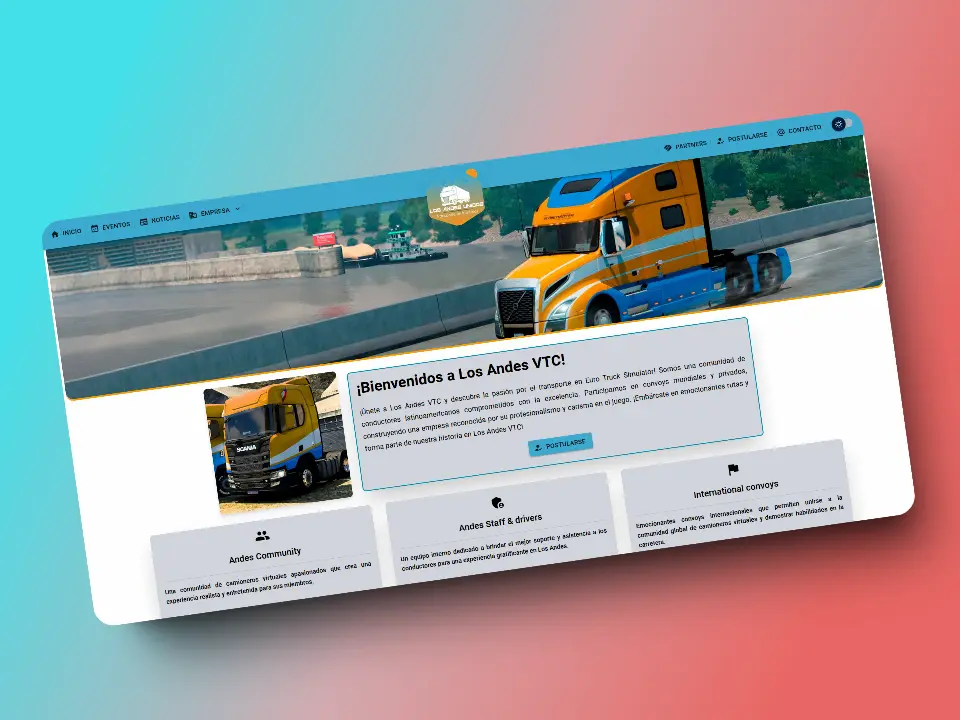 INICIO
EVENTOS
NOTICIAS
EMPRESA
PARTNERS
POSTULARSE
CONTACTO
LOS ANDES UNIDOS
¡Bienvenidos a Los Andes VTC!
¡Únete a Los Andes VTC y descubre la pasión por el transporte en Euro Truck Simulator! Somos una comunidad de
conductores latinoamericanos comprometidos con la excelencia. Participamos en convoys mundiales y privados,
construyendo una empresa reconocida por su profesionalismo y carisma en el juego. ¡Embárcate en emocionantes rutas y
forma parte de nuestra historia en Los Andes VTC!
POSTULARSE
SCANIA
Andes Community
Una comunidad de camioneros virtuales apasionados que crea una
experiencia realista y entretenida para sus miembros.
Andes Staff & drivers
Un equipo interno dedicado a brindar el mejor soporte y asistencia a los
conductores para una experiencia gratificante en Los Andes.
International convoys
Emocionantes convoys internacionales que permiten unirse a la
comunidad global de camioneros virtuales y demostrar habilidades en la
carretera.